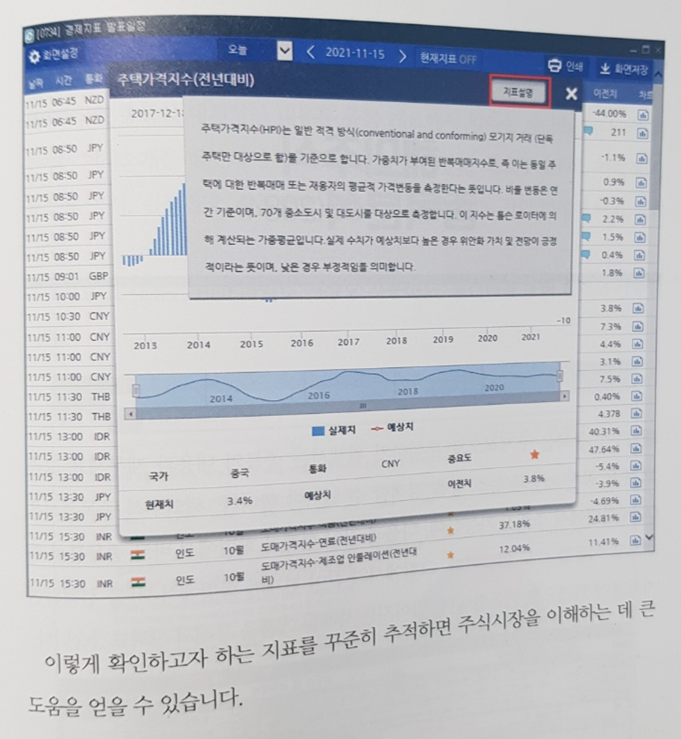 [0734] 경제지표 발표일정
화면설정 오늘 2021-11-15 현재지표 OFF 인쇄 화면저장
날짜 시간 통화 이전치 차트
주택가격지수(전년대비) 지표설명
2017-12-1
주택가격지수(HPI)는 일반 적격 방식(conventional and conforming) 모기지 거래 (단독
주택만 대상으로 함)를 기준으로 합니다. 가중치가 부여된 반복매매지수로, 즉 이는 동일 주
택에 대한 반복매매 또는 재융자의 평균적 가격변동을 측정한다는 뜻입니다. 비율 변동은 연
간 기준이며, 70개 중소도시 및 대도시를 대상으로 측정합니다. 이 지수는 톰슨 로이터에 의
해 계산되는 가중평균입니다.실제 수치가 예상치보다 높은 경우 위안화 가치 및 전망이 긍정
적이라는 뜻이며, 낮은 경우 부정적임을 의미합니다.
11/15 06:45 NZD -44.00%
11/15 06:45 NZD 211
11/15 08:50 JPY -1.1%
11/15 08:50 JPY 0.9%
11/15 08:50 JPY -0.3%
11/15 08:50 JPY 2.2%
11/15 08:50 JPY 1.5%
11/15 08:50 JPY 0.4%
11/15 09:01 GBP 1.8%
11/15 10:00 JPY
11/15 10:30 CNY 3.8%
11/15 11:00 CNY 7.3%
11/15 11:00 CNY 4.4%
11/15 11:00 CNY 3.1%
11/15 11:30 THB 7.5%
11/15 11:30 THB 0.40%
11/15 13:00 IDR 4.378
11/15 13:00 IDR 40.31%
11/15 13:00 IDR 47.64%
11/15 13:30 JPY -5.4%
11/15 13:30 JPY -3.9%
-4.69%
-10
2013 2014 2015 2016 2017 2018 2019 2020 2021
2014 2016 2018 2020
실제치 예상치
국가 중국 통화 CNY 중요도
현재치 3.4% 예상치 이전치 3.8%
11/15 15:30 INR 인도 10월 도매가격지수-연료(전년대비) 37.18% 24.81%
11/15 15:30 INR 인도 10월 도매가격지수-제조업 인플레이션(전년대
비) 12.04% 11.41%
이렇게 확인하고자 하는 지표를 꾸준히 추적하면 주식시장을 이해하는 데 큰
도움을 얻을 수 있습니다.